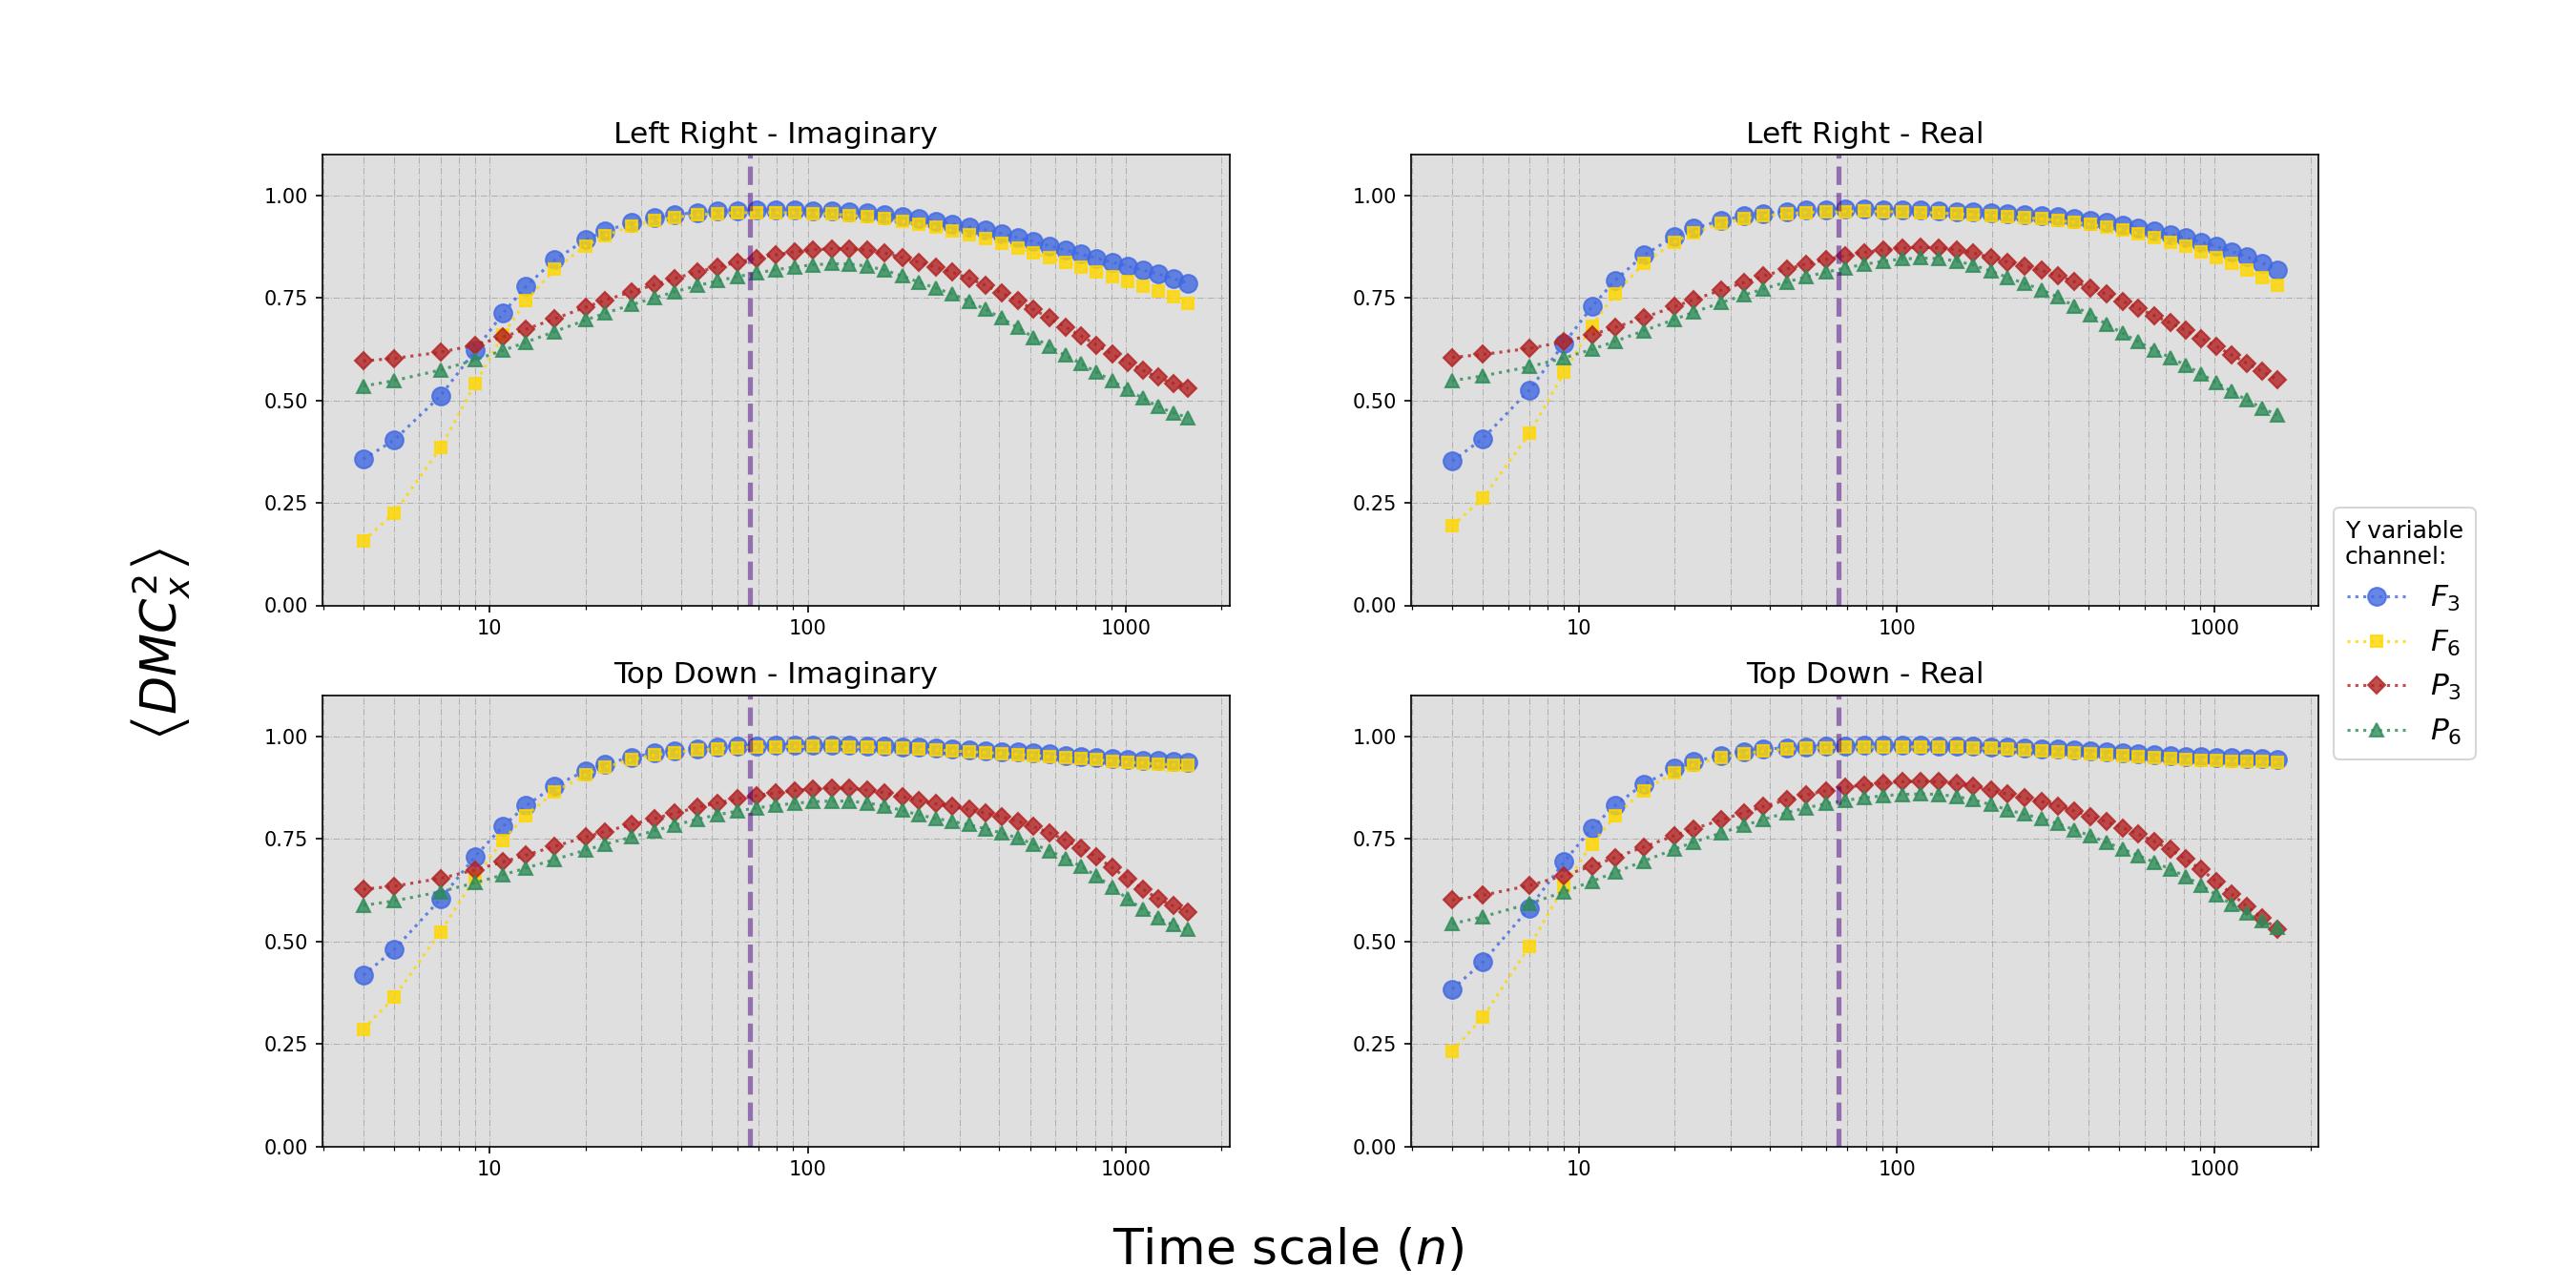 Left Right - Imaginary
1.00
0.75
0.50
0.25
0.00
10 100 1000
Left Right - Real
1.00
0.75
0.50
0.25
0.00
10 100 1000
⟨DMC²ₓ⟩
Top Down - Imaginary
1.00
0.75
0.50
0.25
0.00
10 100 1000
Top Down - Real
1.00
0.75
0.50
0.25
0.00
10 100 1000
Y variable
channel:
F₃
F₆
P₃
P₆
Time scale (n)